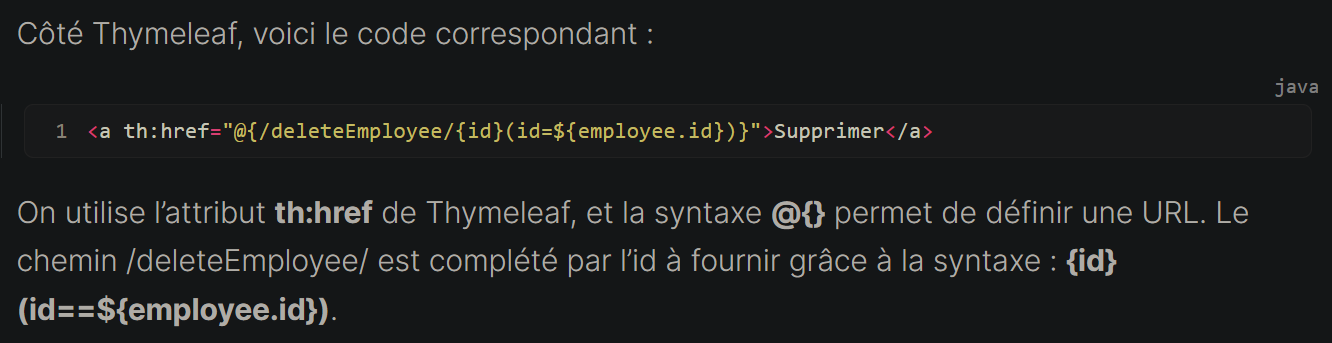 Côté Thymeleaf, voici le code correspondant :
java
1 <a th:href="@{/deleteEmployee/{id}(id=${employee.id})}">Supprimer</a>
On utilise l’attribut th:href de Thymeleaf, et la syntaxe @{} permet de définir une URL. Le
chemin /deleteEmployee/ est complété par l’id à fournir grâce à la syntaxe : {id}
(id==${employee.id}).